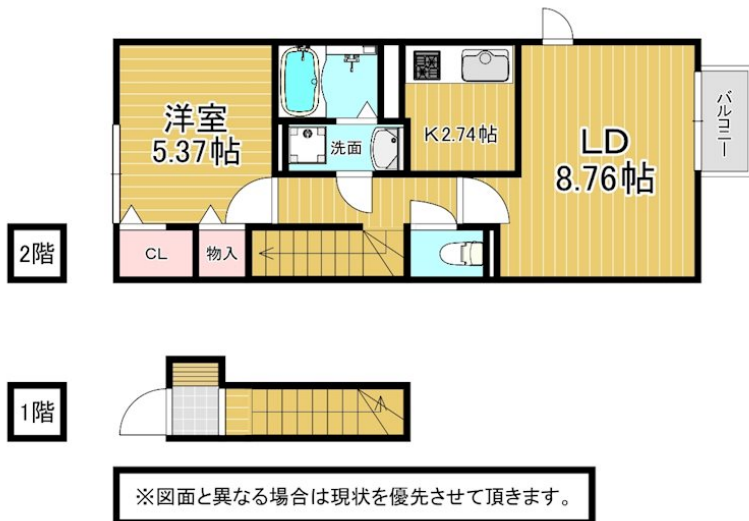 洋室
5.37帖
洗面
K2.74帖
LD
8.76帖
バルコニー
2階
CL
物入
1階
※図面と異なる場合は現状を優先させて頂きます。